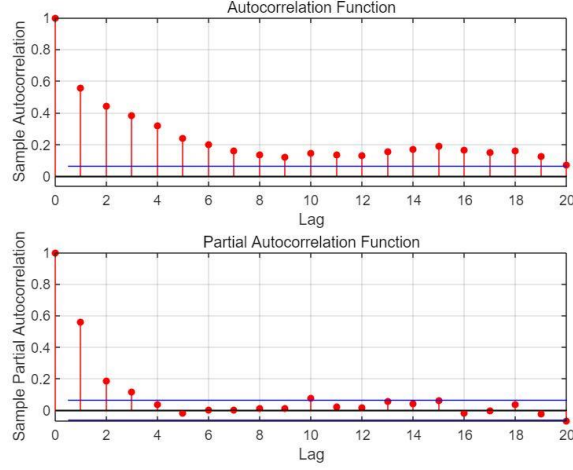 Autocorrelation Function
Sample Autocorrelation
1
0.8
0.6
0.4
0.2
0
0 2 4 6 8 10 12 14 16 18 20
Lag
Partial Autocorrelation Function
Sample Partial Autocorrelation
1
0.8
0.6
0.4
0.2
0
0 2 4 6 8 10 12 14 16 18 20
Lag